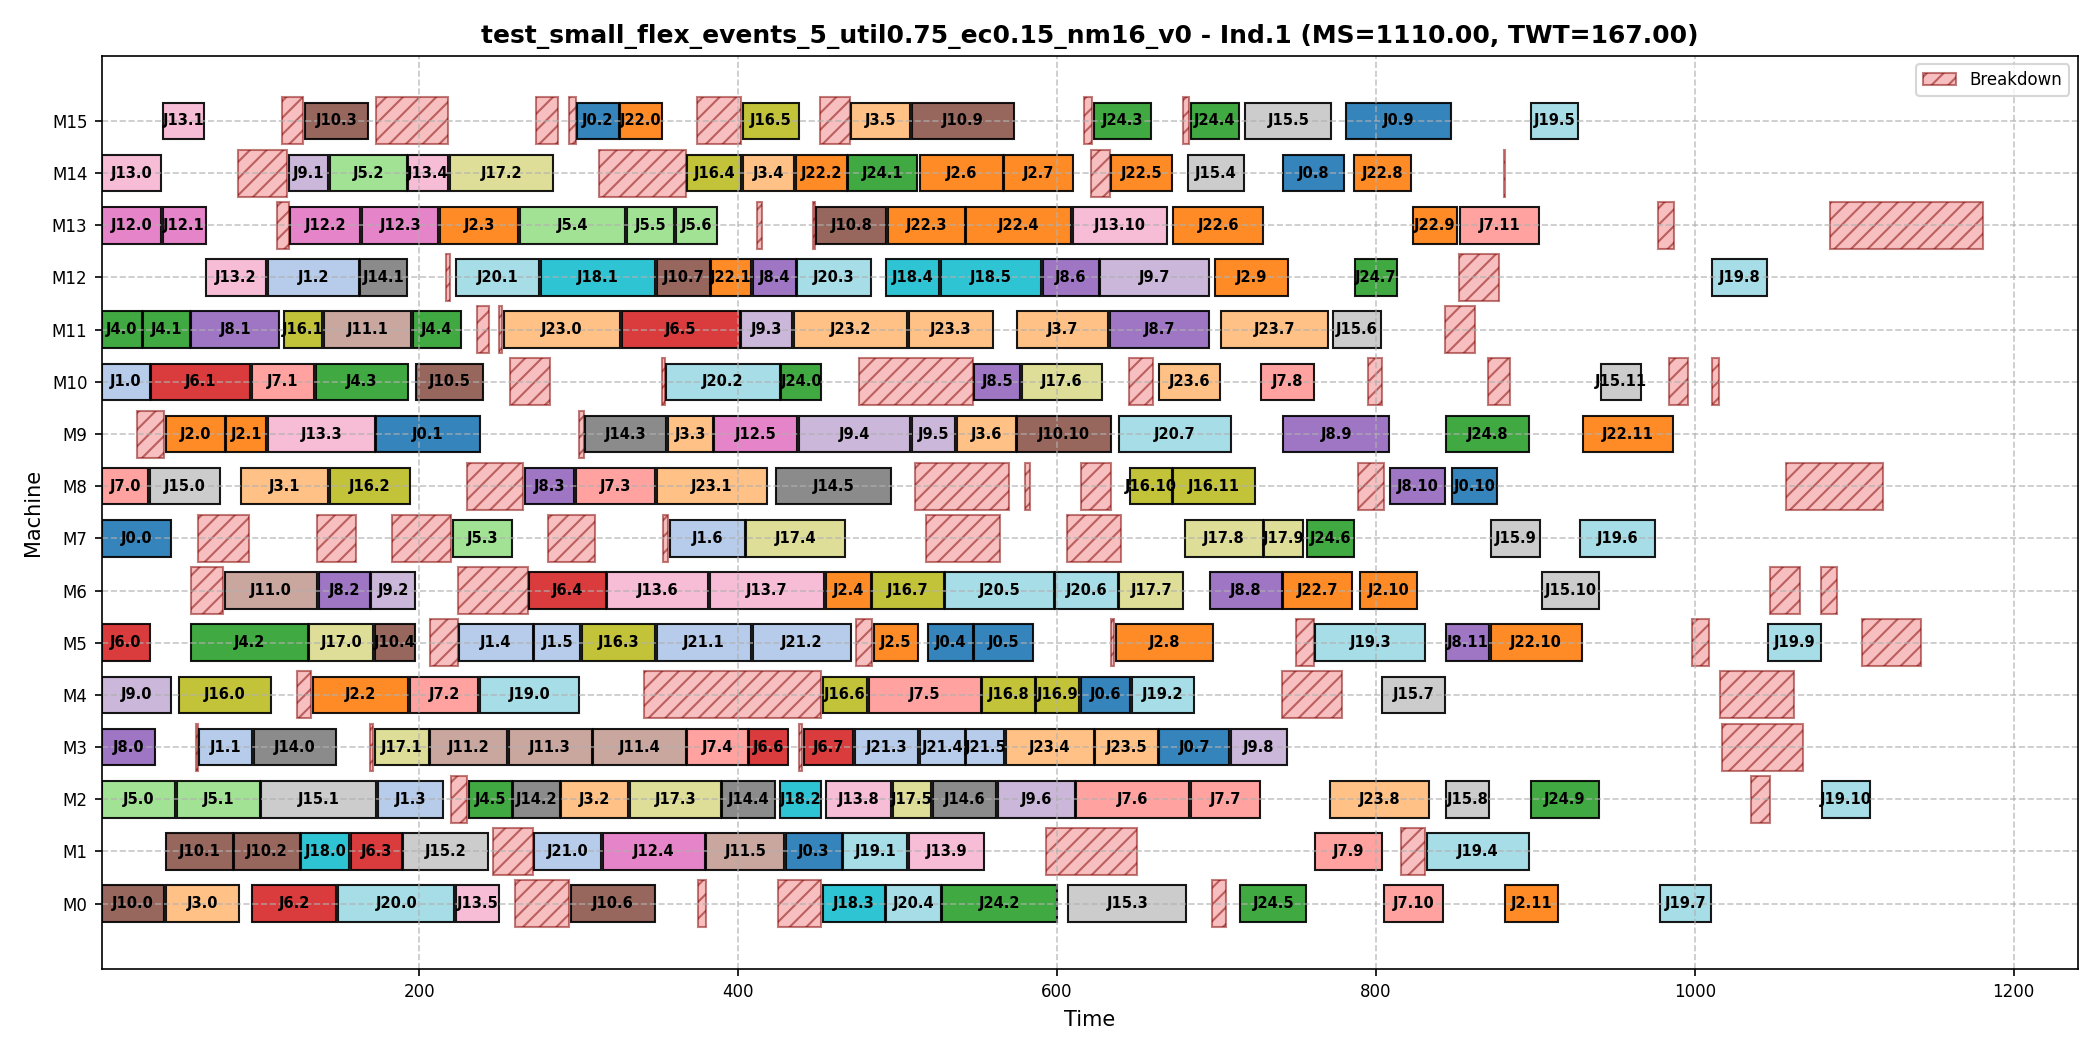 test_small_flex_events_5_util0.75_ec0.15_nm16_v0 - Ind.1 (MS=1110.00, TWT=167.00)
Breakdown
M15 J13.1 J10.3 J0.2 J22.0 J16.5 J3.5 J10.9 J24.3 J24.4 J15.5 J0.9 J19.5
M14 J13.0 J9.1 J5.2 J13.4 J17.2 J16.4 J3.4 J22.2 J24.1 J2.6 J2.7 J22.5 J15.4 J0.8 J22.8
M13 J12.0 J12.1 J12.2 J12.3 J2.3 J5.4 J5.5 J5.6 J10.8 J22.3 J22.4 J13.10 J22.6 J22.9 J7.11
M12 J13.2 J1.2 J14.1 J20.1 J18.1 J10.7 J22.1 J8.4 J20.3 J18.4 J18.5 J8.6 J9.7 J2.9 J24.7 J19.8
M11 J4.0 J4.1 J8.1 J16.1 J11.1 J4.4 J23.0 J6.5 J9.3 J23.2 J23.3 J3.7 J8.7 J23.7 J15.6
M10 J1.0 J6.1 J7.1 J4.3 J10.5 J20.2 J24.0 J8.5 J17.6 J23.6 J7.8 J15.11
M9 J2.0 J2.1 J13.3 J0.1 J14.3 J3.3 J12.5 J9.4 J9.5 J3.6 J10.10 J20.7 J8.9 J24.8 J22.11
M8 J7.0 J15.0 J3.1 J16.2 J8.3 J7.3 J23.1 J14.5 J16.10 J16.11 J8.10 J0.10
M7 J0.0 J5.3 J1.6 J17.4 J17.8 J17.9 J24.6 J15.9 J19.6
M6 J11.0 J8.2 J9.2 J6.4 J13.6 J13.7 J2.4 J16.7 J20.5 J20.6 J17.7 J8.8 J22.7 J2.10 J15.10
M5 J6.0 J4.2 J17.0 J10.4 J1.4 J1.5 J16.3 J21.1 J21.2 J2.5 J0.4 J0.5 J2.8 J19.3 J8.11 J22.10 J19.9
M4 J9.0 J16.0 J2.2 J7.2 J19.0 J16.6 J7.5 J16.8 J16.9 J0.6 J19.2 J15.7
M3 J8.0 J1.1 J14.0 J17.1 J11.2 J11.3 J11.4 J7.4 J6.6 J6.7 J21.3 J21.4 J21.5 J23.4 J23.5 J0.7 J9.8
M2 J5.0 J5.1 J15.1 J1.3 J4.5 J14.2 J3.2 J17.3 J14.4 J18.2 J13.8 J17.5 J14.6 J9.6 J7.6 J7.7 J23.8 J15.8 J24.9 J19.10
M1 J10.1 J10.2 J18.0 J6.3 J15.2 J21.0 J12.4 J11.5 J0.3 J19.1 J13.9 J7.9 J19.4
M0 J10.0 J3.0 J6.2 J20.0 J13.5 J10.6 J18.3 J20.4 J24.2 J15.3 J24.5 J7.10 J2.11 J19.7
200 400 600 800 1000 1200
Time
Machine